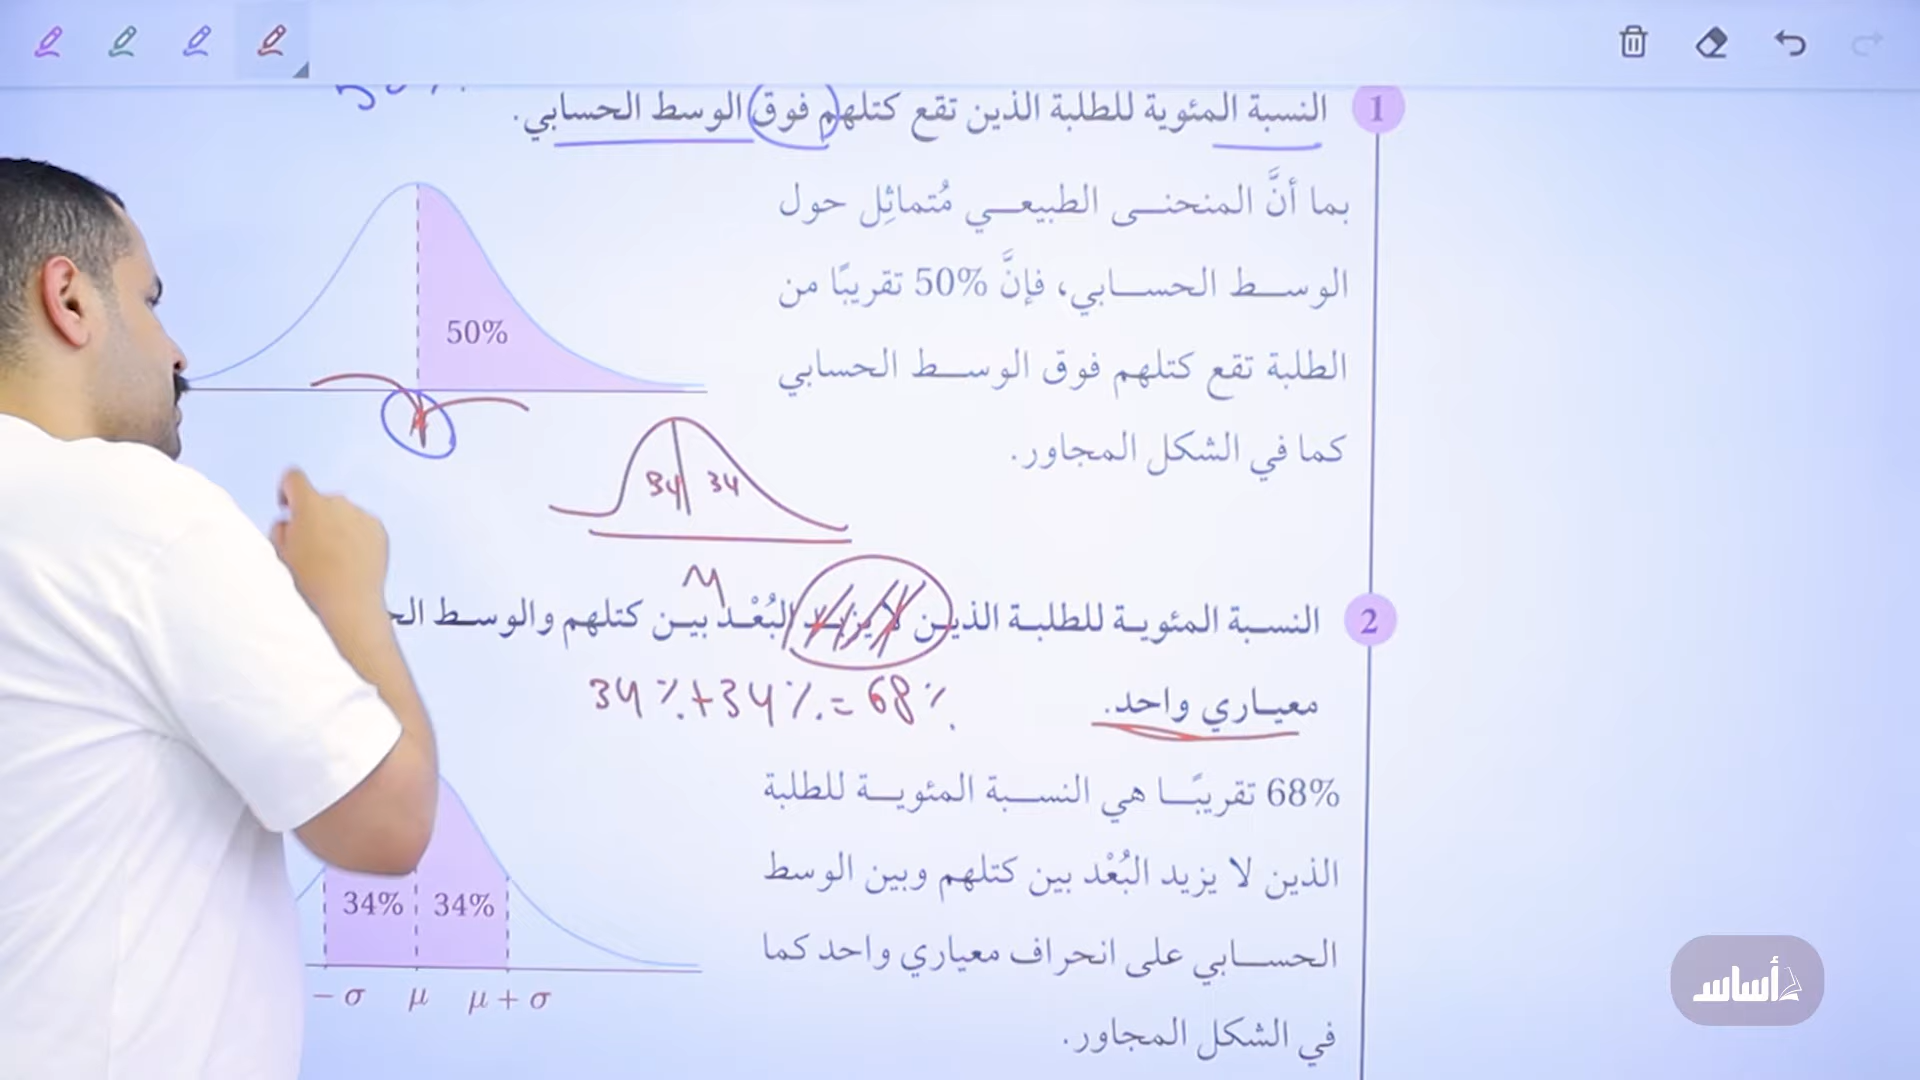 1 النسبة المئوية للطلبة الذين تقع كتلهم فوق الوسط الحسابي.
بما أنَّ المنحنى الطبيعي مُتماثِل حول
الوسط الحسابي، فإنَّ 50% تقريبًا من
الطلبة تقع كتلهم فوق الوسط الحسابي
كما في الشكل المجاور.
50%
34 34
μ
2 النسبة المئوية للطلبة الذين لا يزيد البُعْد بين كتلهم والوسط
معياري واحد.
34%+34%=68%
68% تقريبًا هي النسبة المئوية للطلبة
الذين لا يزيد البُعْد بين كتلهم وبين الوسط
الحسابي على انحراف معياري واحد كما
في الشكل المجاور.
34% 34%
− σ μ μ + σ
أساس